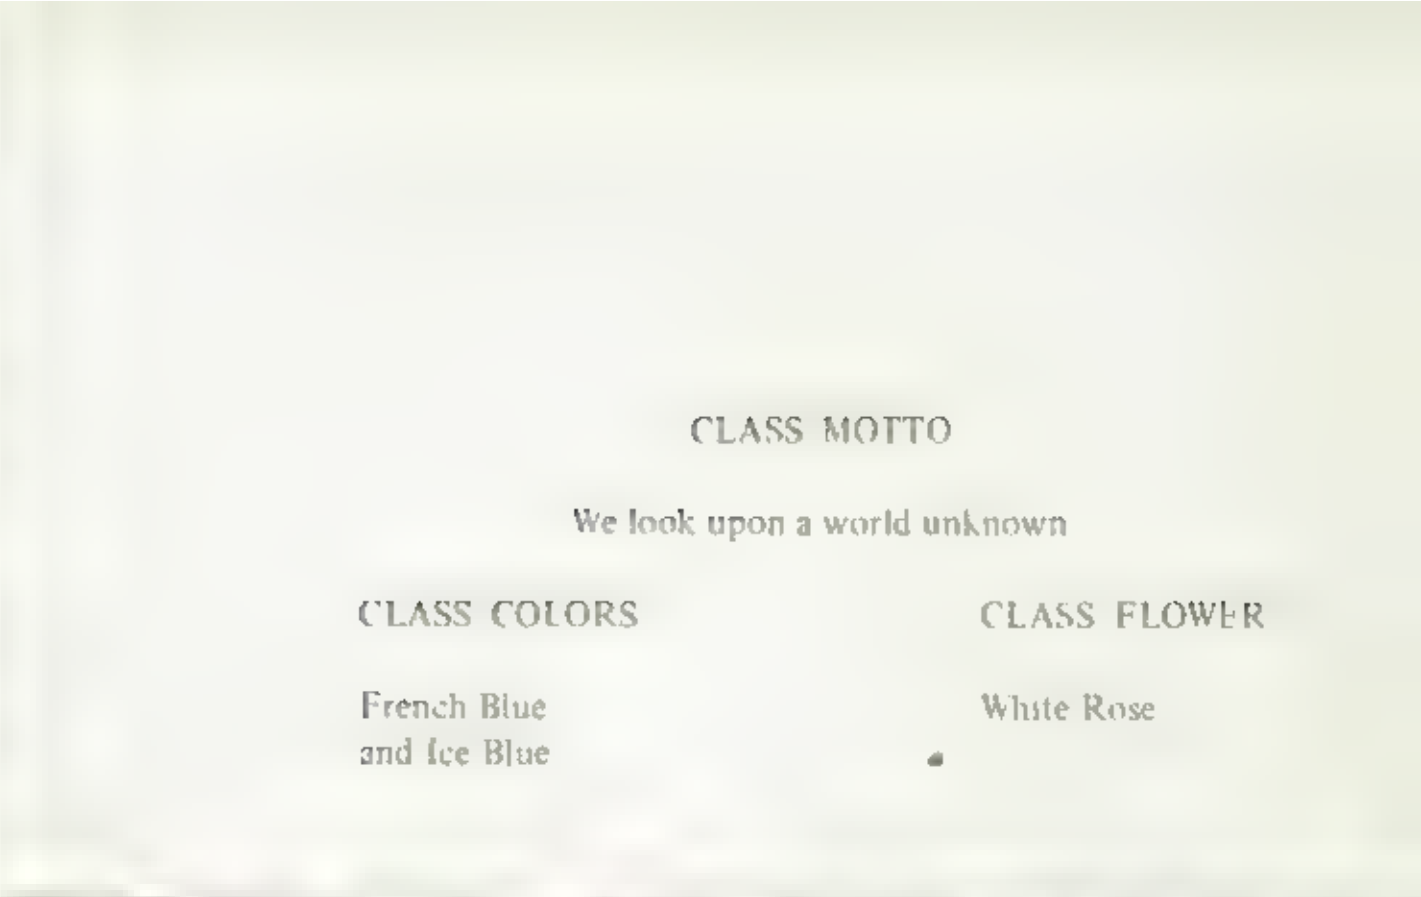 CLASS MOTTO
We look upon a world unknown
CLASS COLORS
CLASS FLOWER
French Blue
and Ice Blue
White Rose